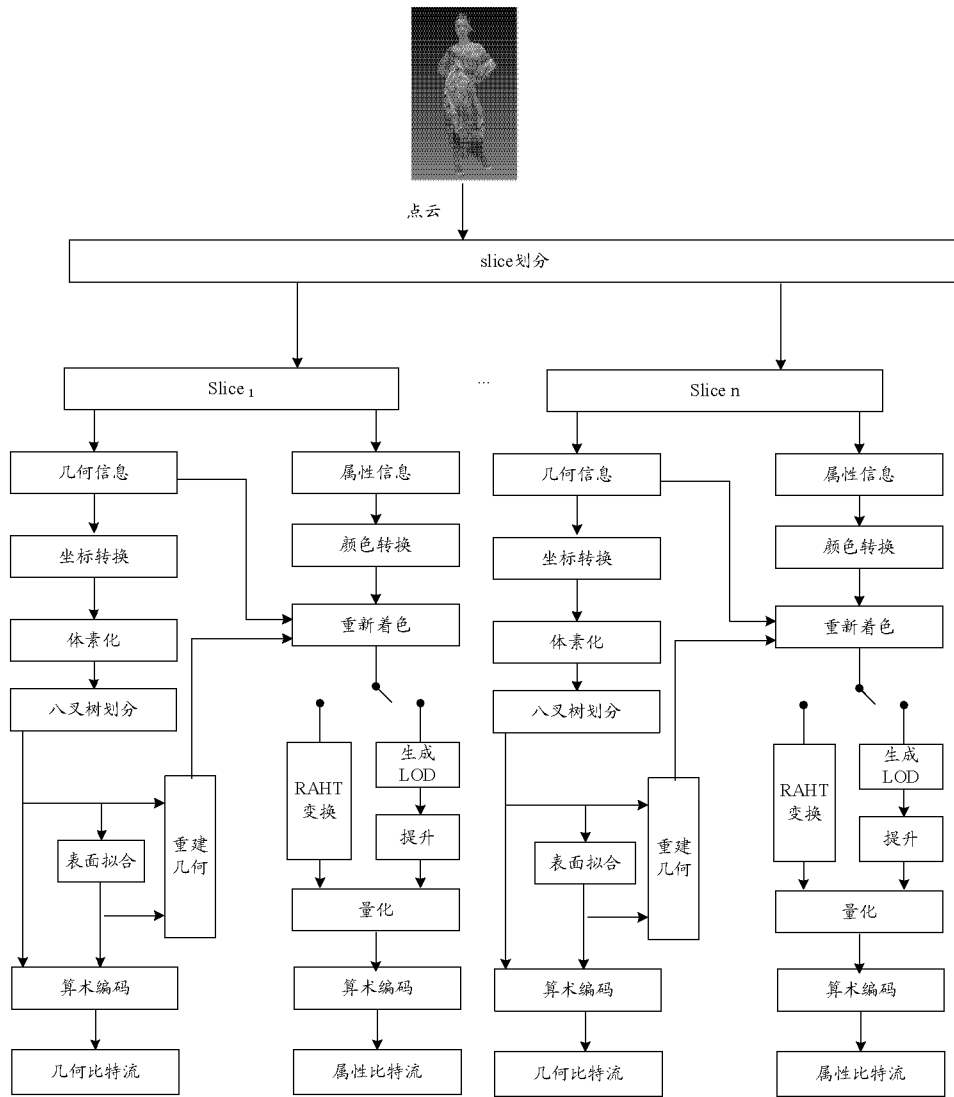 点云
slice划分
Slice 1
...
Slice n
几何信息
属性信息
坐标转换
颜色转换
体素化
重新着色
八叉树划分
RAHT
变换
生成
LOD
提升
表面拟合
重建
几何
量化
算术编码
算术编码
几何比特流
属性比特流
几何信息
属性信息
坐标转换
颜色转换
体素化
重新着色
八叉树划分
RAHT
变换
生成
LOD
提升
表面拟合
重建
几何
量化
算术编码
算术编码
几何比特流
属性比特流